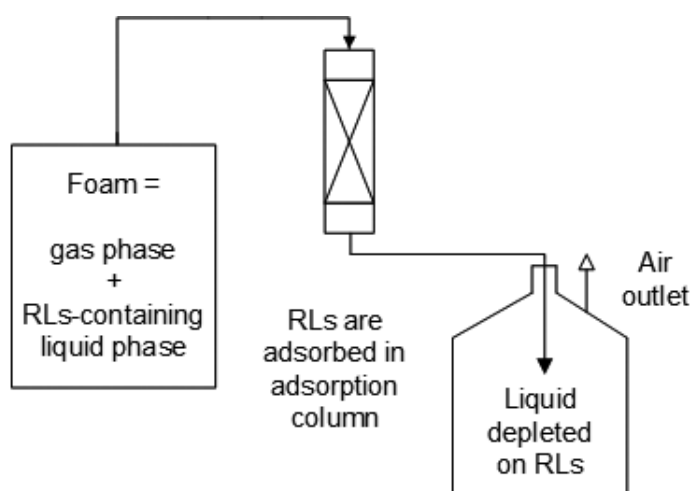 Foam =
gas phase
+
RLs-containing
liquid phase
RLs are
adsorbed in
adsorption
column
Air
outlet
Liquid
depleted
on RLs